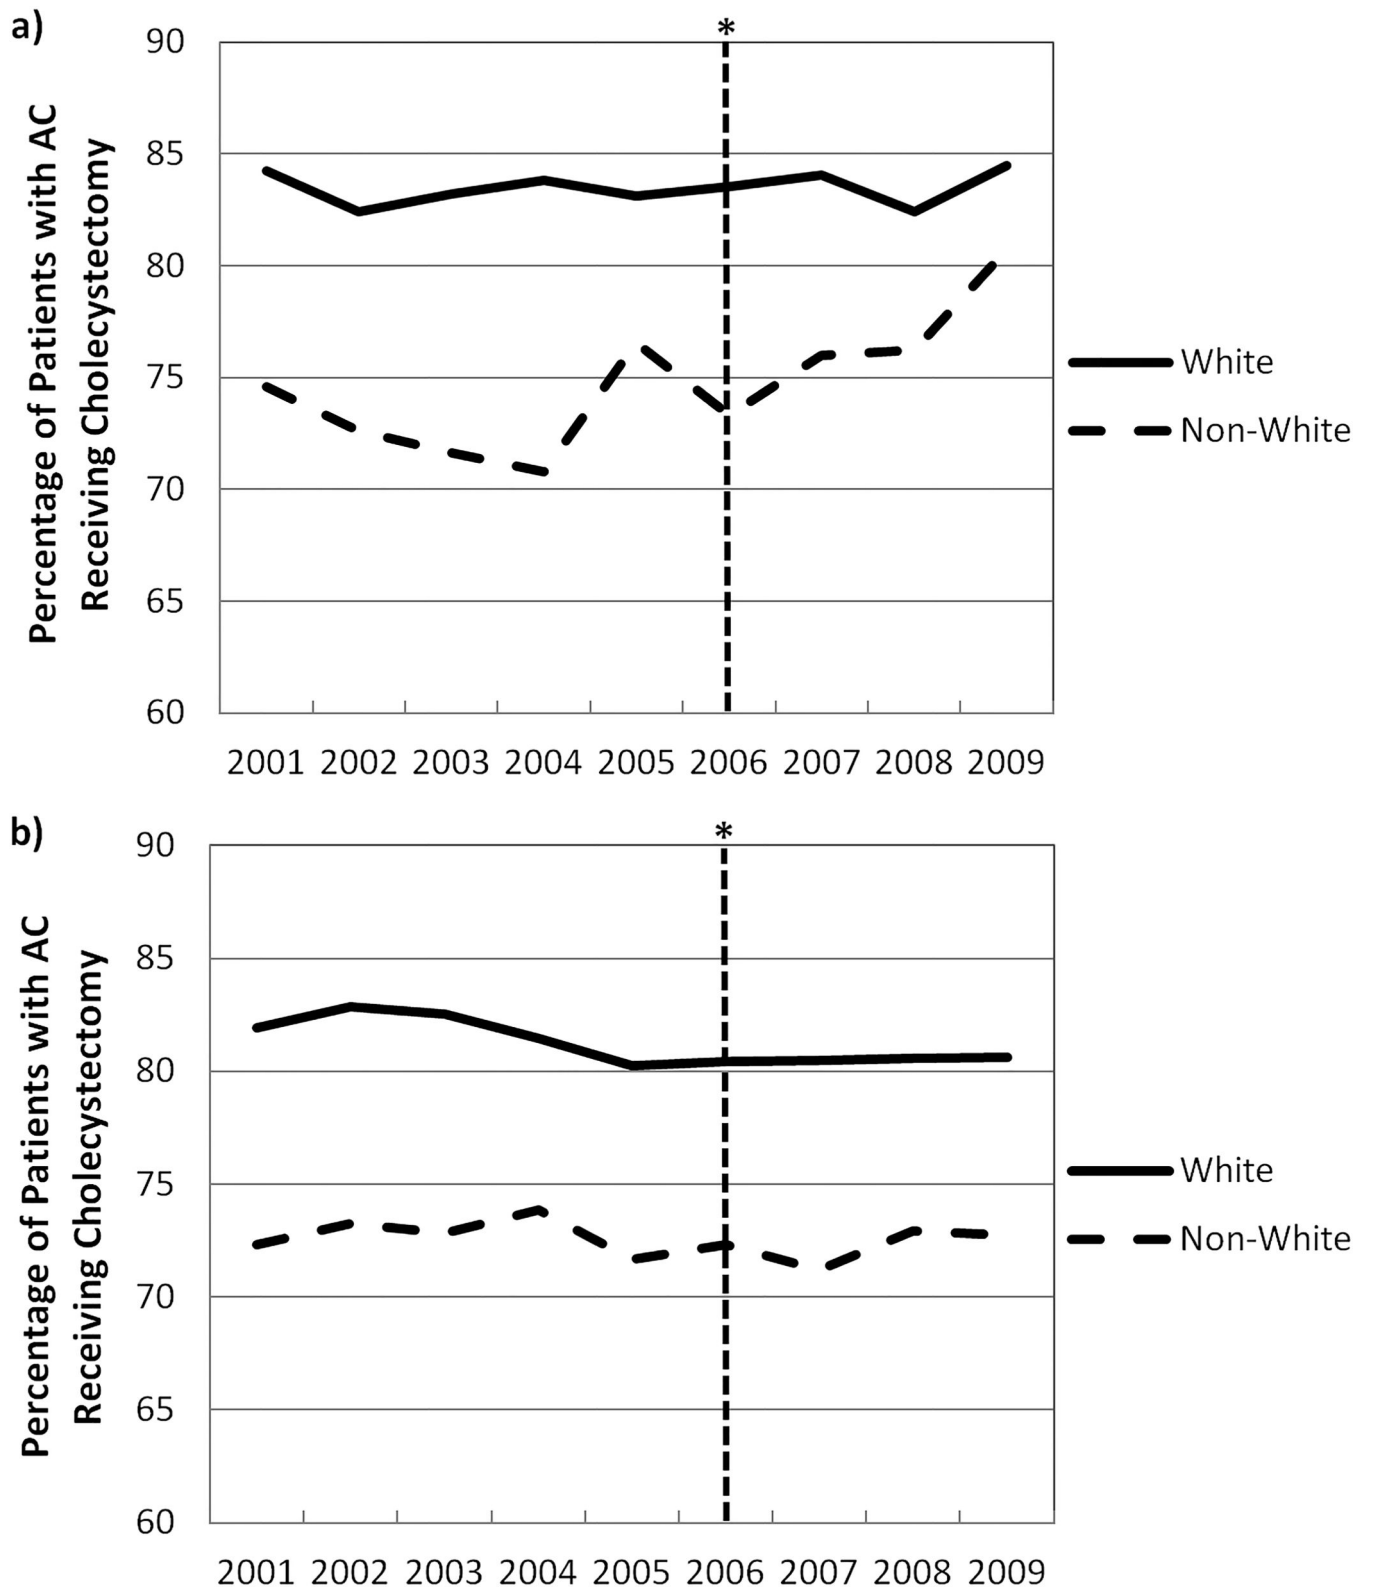 a)
*
Percentage of Patients with AC
Receiving Cholecystectomy
90
85
80
75
70
65
60
2001 2002 2003 2004 2005 2006 2007 2008 2009
White
Non-White
b)
*
Percentage of Patients with AC
Receiving Cholecystectomy
90
85
80
75
70
65
60
2001 2002 2003 2004 2005 2006 2007 2008 2009
White
Non-White